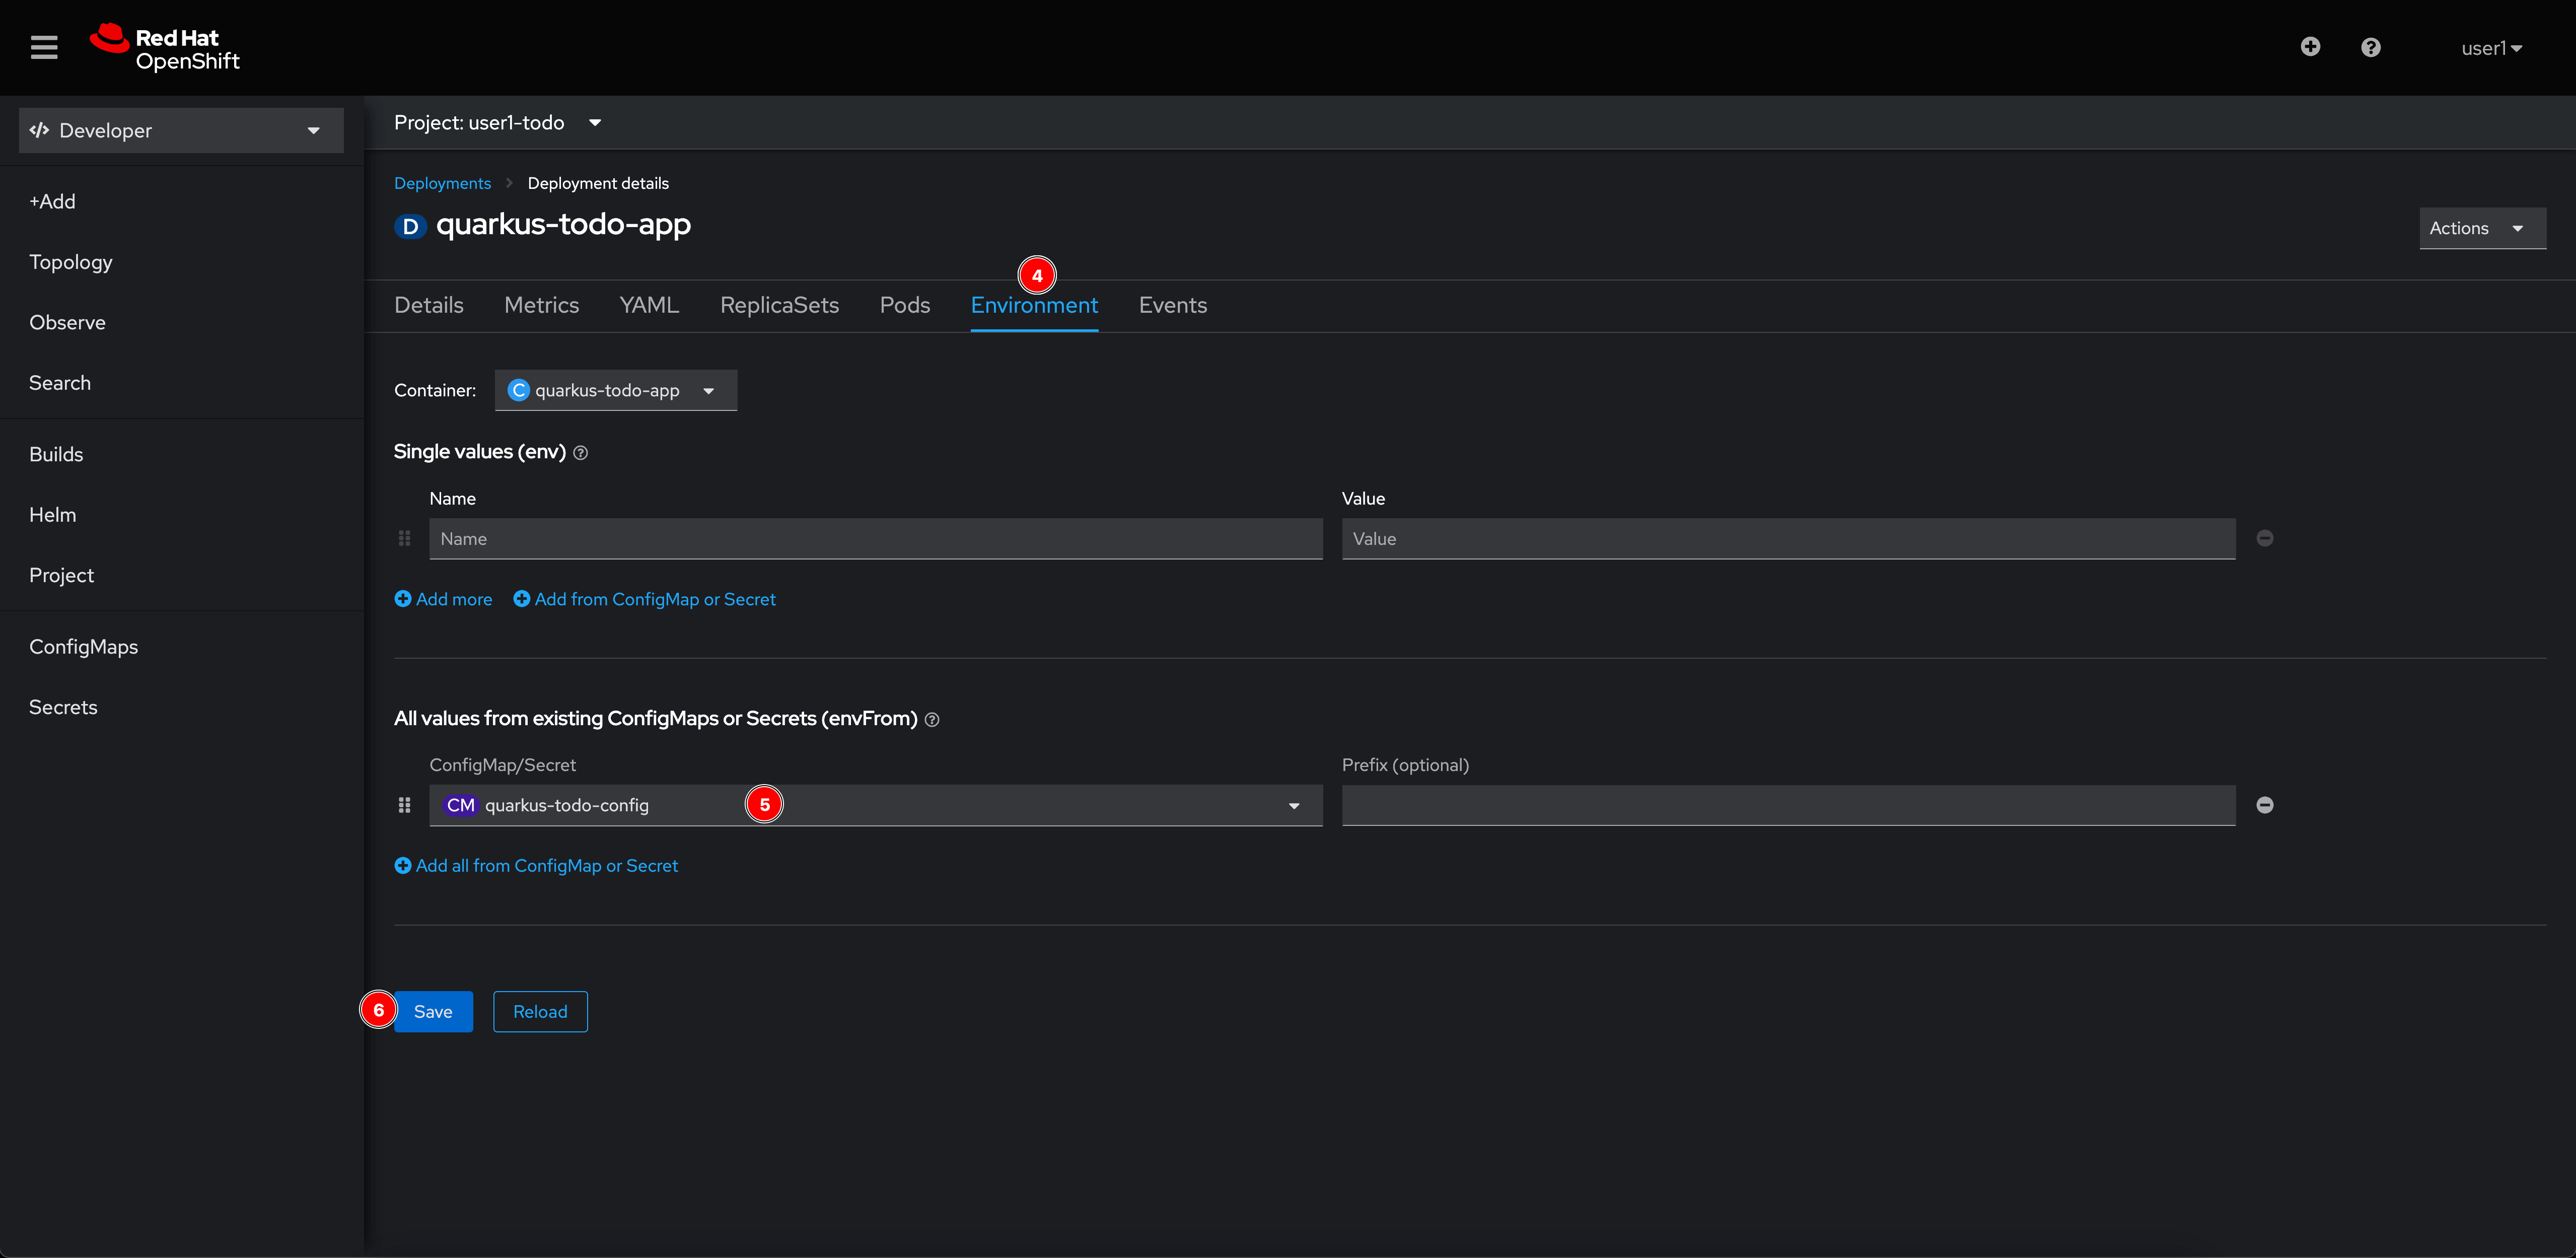 Red Hat
OpenShift
user1
Developer
Project: user1-todo
+Add
Topology
Observe
Search
Builds
Helm
Project
ConfigMaps
Secrets
Deployments Deployment details
D quarkus-todo-app
Actions
4
Details Metrics YAML ReplicaSets Pods Environment Events
Container: C quarkus-todo-app
Single values (env)
Name Value
Name Value
Add more Add from ConfigMap or Secret
All values from existing ConfigMaps or Secrets (envFrom)
ConfigMap/Secret Prefix (optional)
CM quarkus-todo-config 5
Add all from ConfigMap or Secret
6 Save Reload